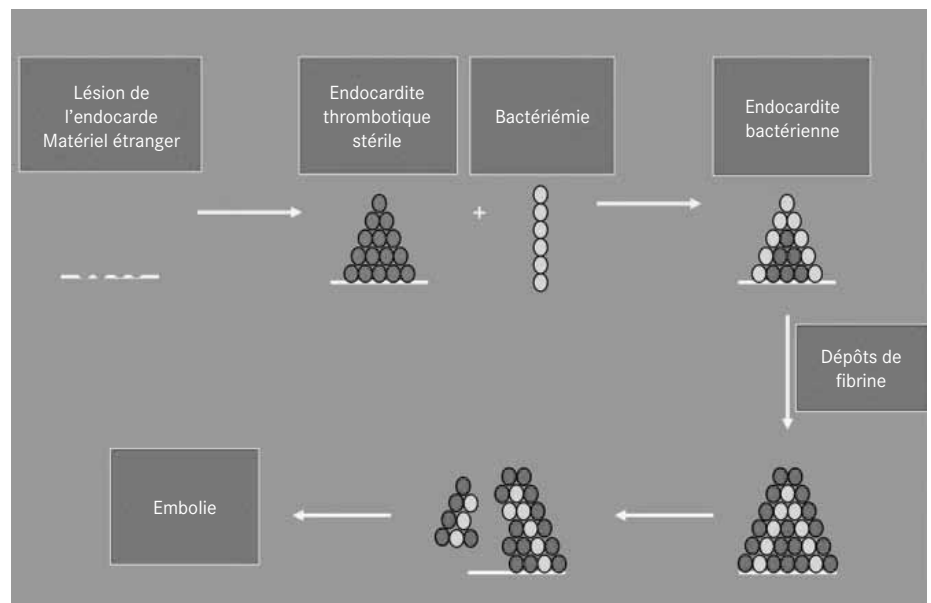 Lésion de
l’endocarde
Matériel étranger
Endocardite
thrombotique
stérile
+
Bactériémie
Endocardite
bactérienne
Dépôts de
fibrine
Embolie